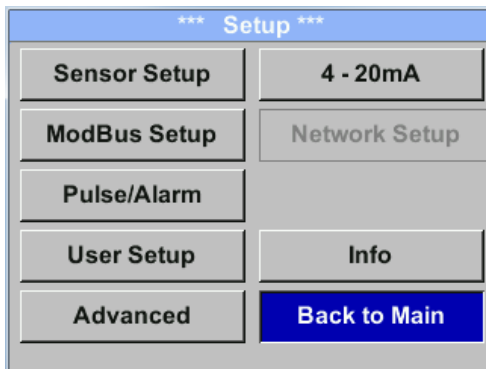 *** Setup ***
Sensor Setup
4 - 20mA
ModBus Setup
Network Setup
Pulse/Alarm
User Setup
Info
Advanced
Back to Main